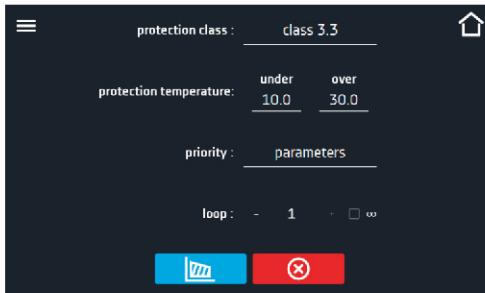 protection class : class 3.3
under over
protection temperature: 10.0 30.0
priority : parameters
loop : - 1 + ∞